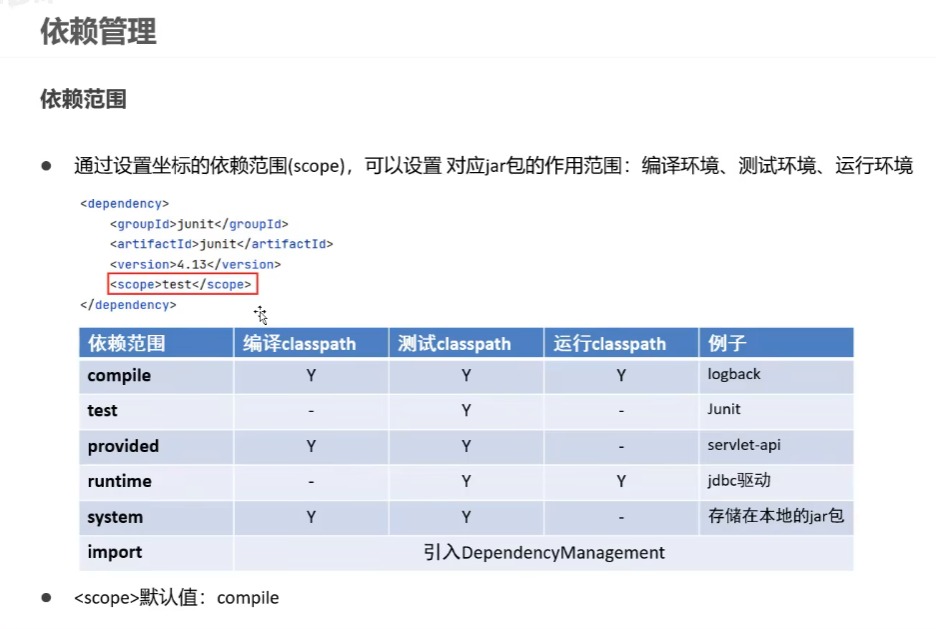 依赖管理
依赖范围
● 通过设置坐标的依赖范围(scope)，可以设置 对应jar包的作用范围：编译环境、测试环境、运行环境
<dependency>
<groupId>junit</groupId>
<artifactId>junit</artifactId>
<version>4.13</version>
<scope>test</scope>
</dependency>
依赖范围 编译classpath 测试classpath 运行classpath 例子
compile Y Y Y logback
test - Y - Junit
provided Y Y - servlet-api
runtime - Y Y jdbc驱动
system Y Y - 存储在本地的jar包
import 引入DependencyManagement
● <scope>默认值：compile